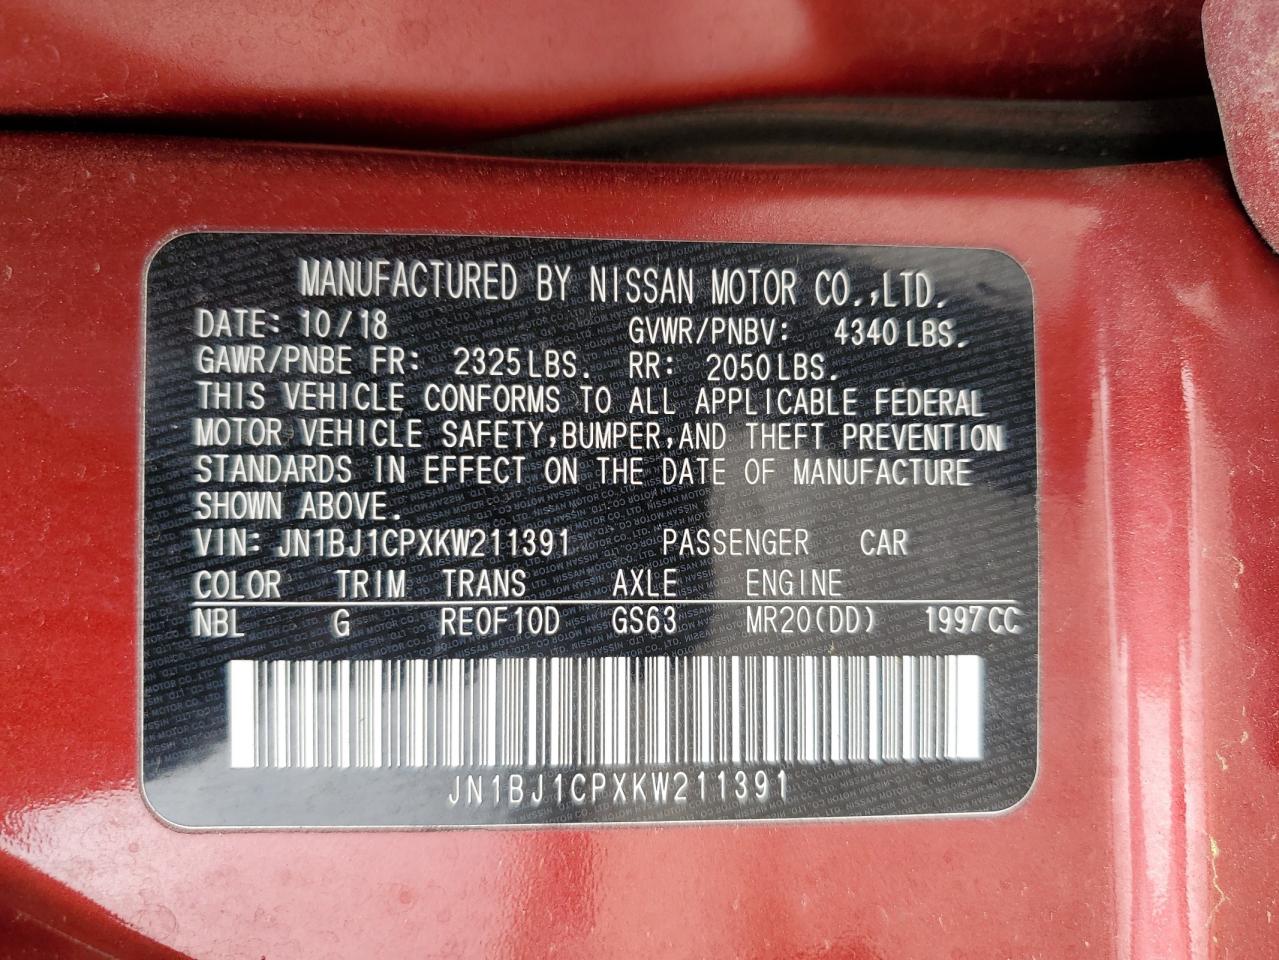 MANUFACTURED BY NISSAN MOTOR CO.,LTD.
DATE: 10/18 GVWR/PNBV: 4340 LBS.
GAWR/PNBE FR: 2325 LBS. RR: 2050 LBS.
THIS VEHICLE CONFORMS TO ALL APPLICABLE FEDERAL
MOTOR VEHICLE SAFETY,BUMPER,AND THEFT PREVENTION
STANDARDS IN EFFECT ON THE DATE OF MANUFACTURE
SHOWN ABOVE.
VIN: JN1BJ1CPXKW211391 PASSENGER CAR
COLOR TRIM TRANS AXLE ENGINE
NBL G RE0F10D GS63 MR20(DD) 1997CC
JN1BJ1CPXKW211391